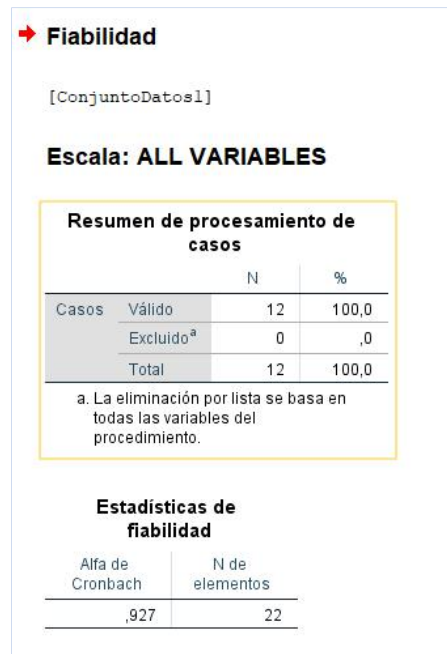 Fiabilidad
[ConjuntoDatos1]
Escala: ALL VARIABLES
Resumen de procesamiento de
casos
N %
Casos Válido 12 100,0
Excluidoª 0 ,0
Total 12 100,0
a. La eliminación por lista se basa en
todas las variables del
procedimiento.
Estadísticas de
fiabilidad
Alfa de N de
Cronbach elementos
,927 22